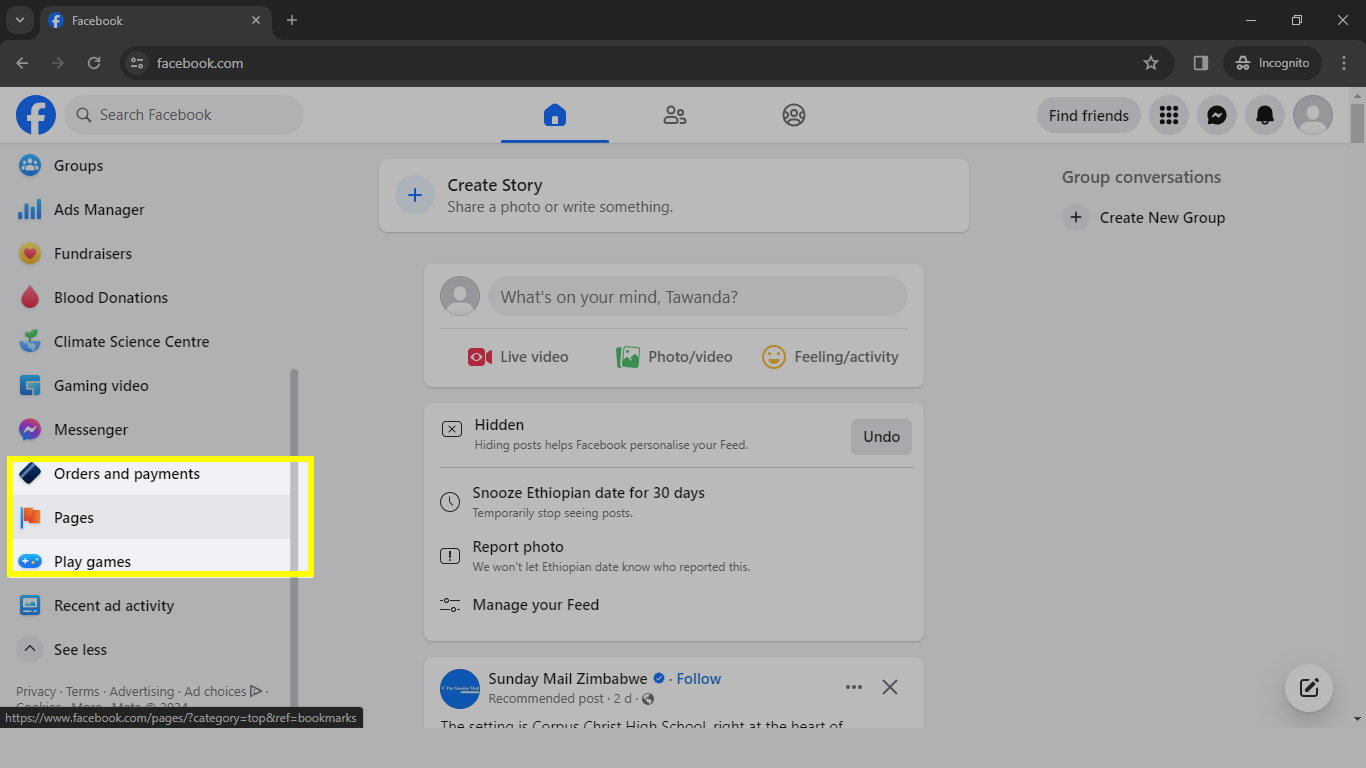 Facebook
facebook.com
Incognito
Search Facebook
Find friends
Groups
Ads Manager
Fundraisers
Blood Donations
Climate Science Centre
Gaming video
Messenger
Orders and payments
Pages
Play games
Recent ad activity
See less
Privacy · Terms · Advertising · Ad choices ·
Cookies · More · Meta © 2024
https://www.facebook.com/pages/?category=top&ref=bookmarks
Create Story
Share a photo or write something.
What's on your mind, Tawanda?
Live video
Photo/video
Feeling/activity
Hidden
Hiding posts helps Facebook personalise your Feed.
Undo
Snooze Ethiopian date for 30 days
Temporarily stop seeing posts.
Report photo
We won't let Ethiopian date know who reported this.
Manage your Feed
The Sunday Mail
Sunday Mail Zimbabwe · Follow
Recommended post · 2 d ·
The setting is Corpus Christ High School, right at the heart of
Group conversations
Create New Group